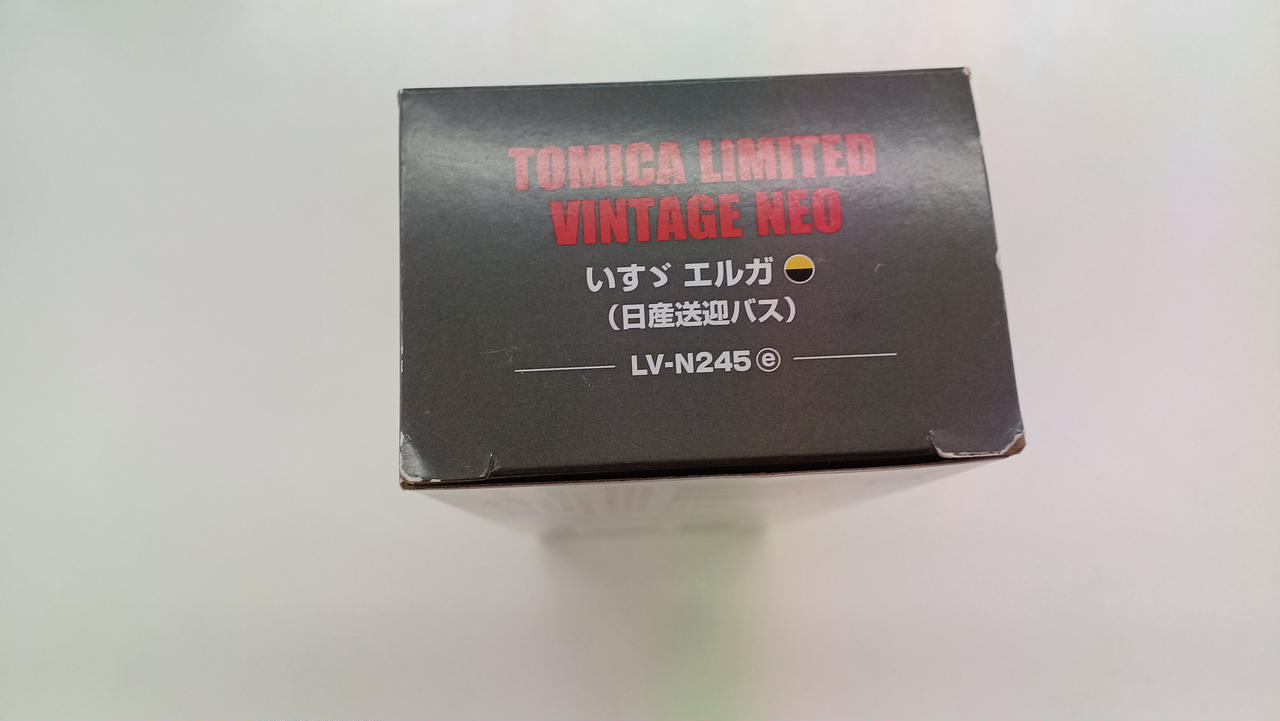 TOMICA LIMITED
VINTAGE NEO
いすゞ エルガ
（日産送迎バス）
LV-N245ⓔ